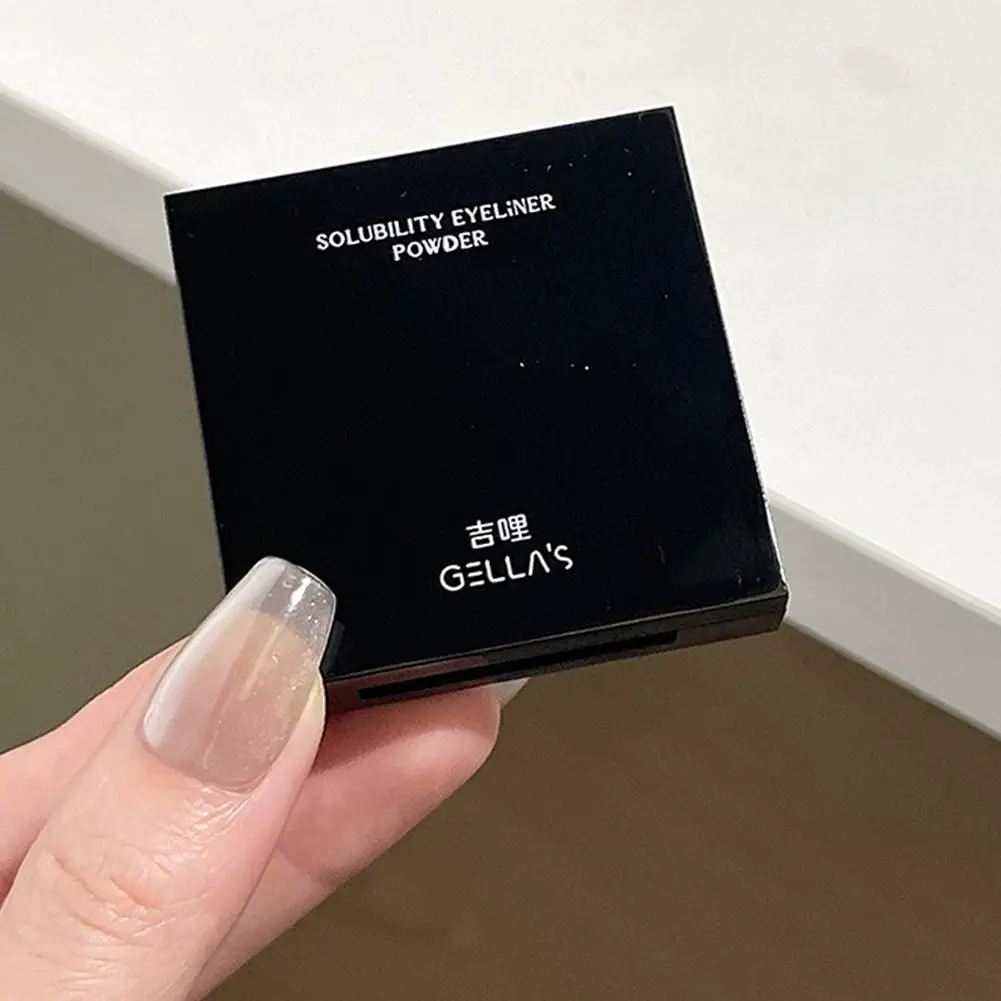 SOLUBILITY EYELINER
POWDER
吉哩
GELLA'S